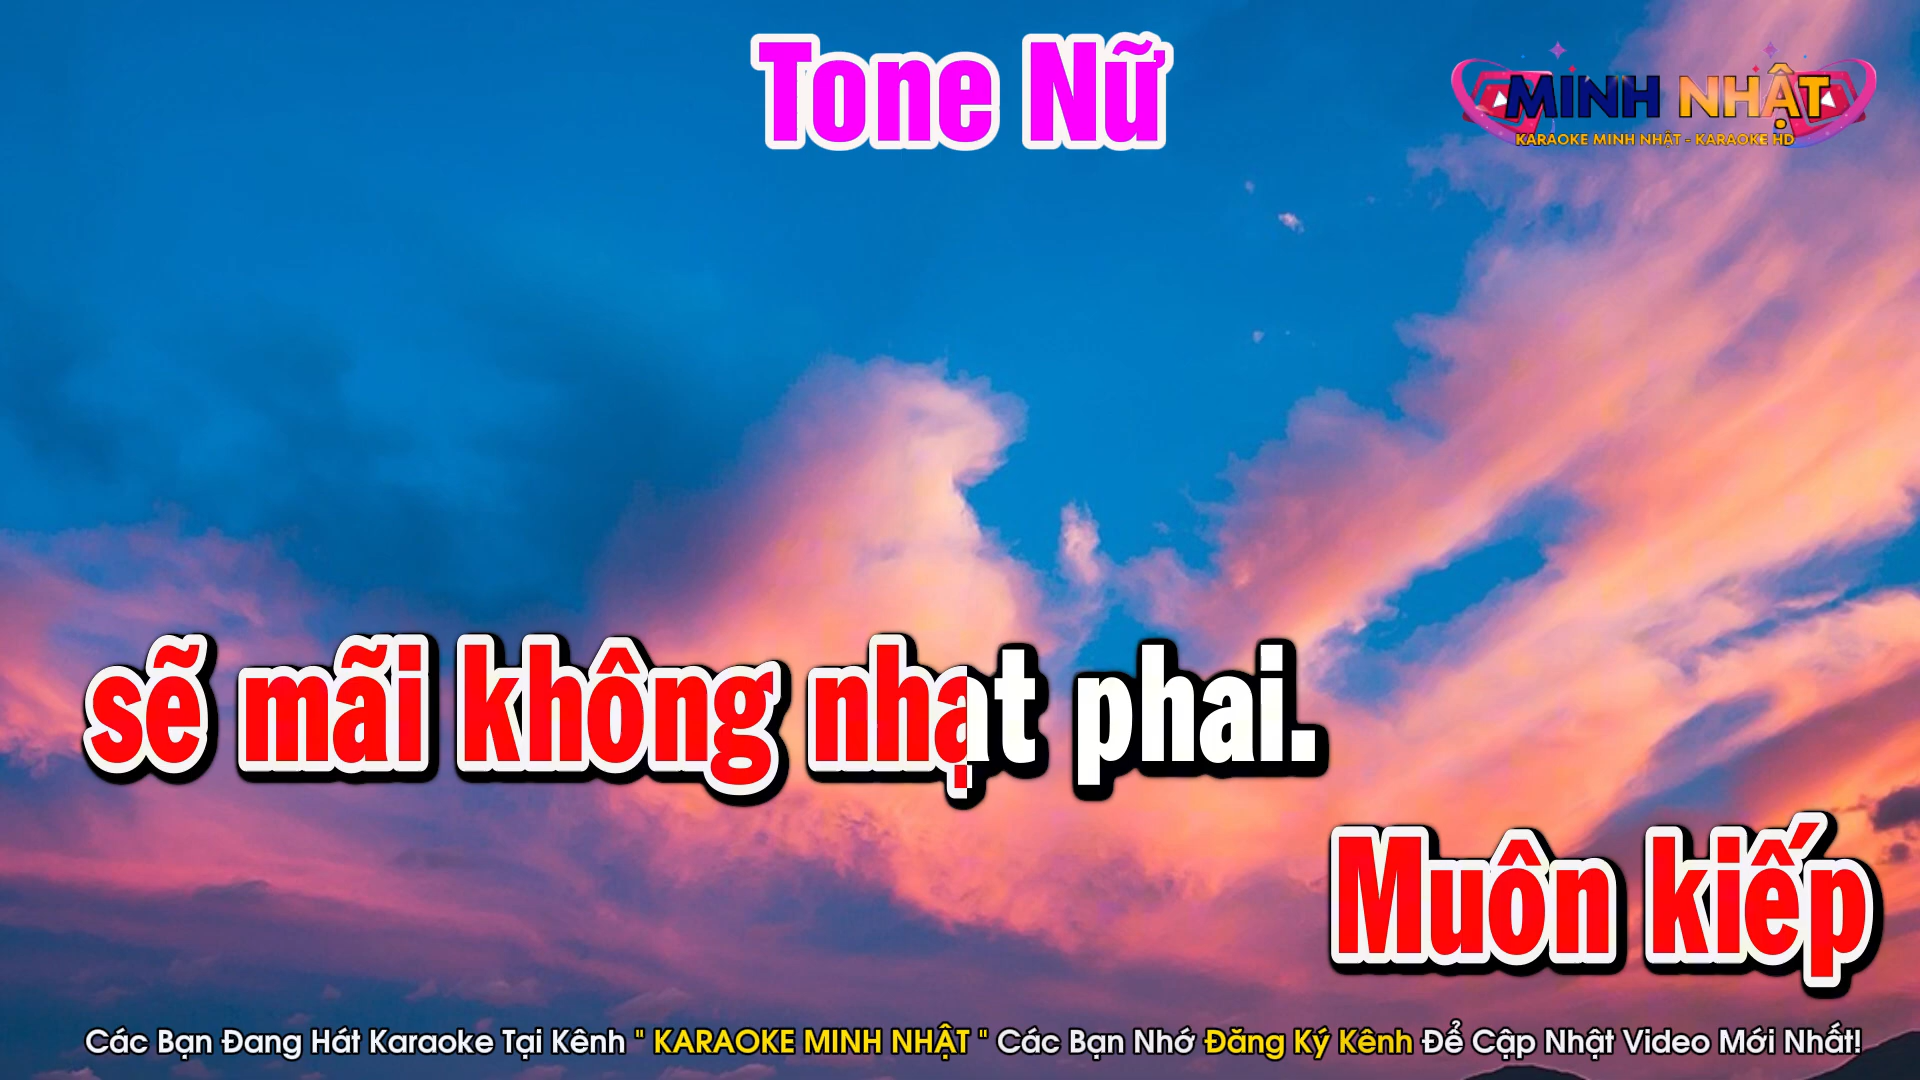 Tone Nữ
MINH NHẬT
KARAOKE MINH NHẬT - KARAOKE HD
sẽ mãi không nhạt phai.
Muôn kiếp
Các Bạn Đang Hát Karaoke Tại Kênh " KARAOKE MINH NHẬT " Các Bạn Nhớ Đăng Ký Kênh Để Cập Nhật Video Mới Nhất!